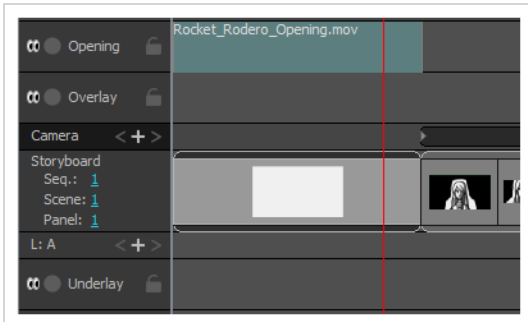 Opening
Rocket_Rodero_Opening.mov
Overlay
Camera < + >
Storyboard
Seq.: 1
Scene: 1
Panel: 1
L: A < + >
Underlay